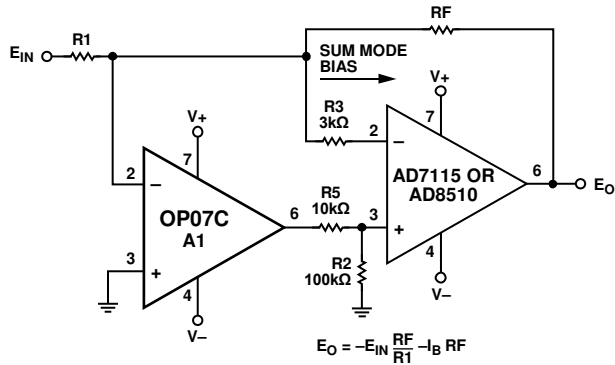 R1
RF
E_IN
SUM MODE
BIAS
V+
7
R3
3kΩ
2
−
V+
7
AD7115 OR
AD8510
6
E_O
2
−
OP07C
A1
6
R5
10kΩ
3
+
3
+
R2
100kΩ
4
V−
4
V−
E_O = −E_IN RF/R1 −I_B RF